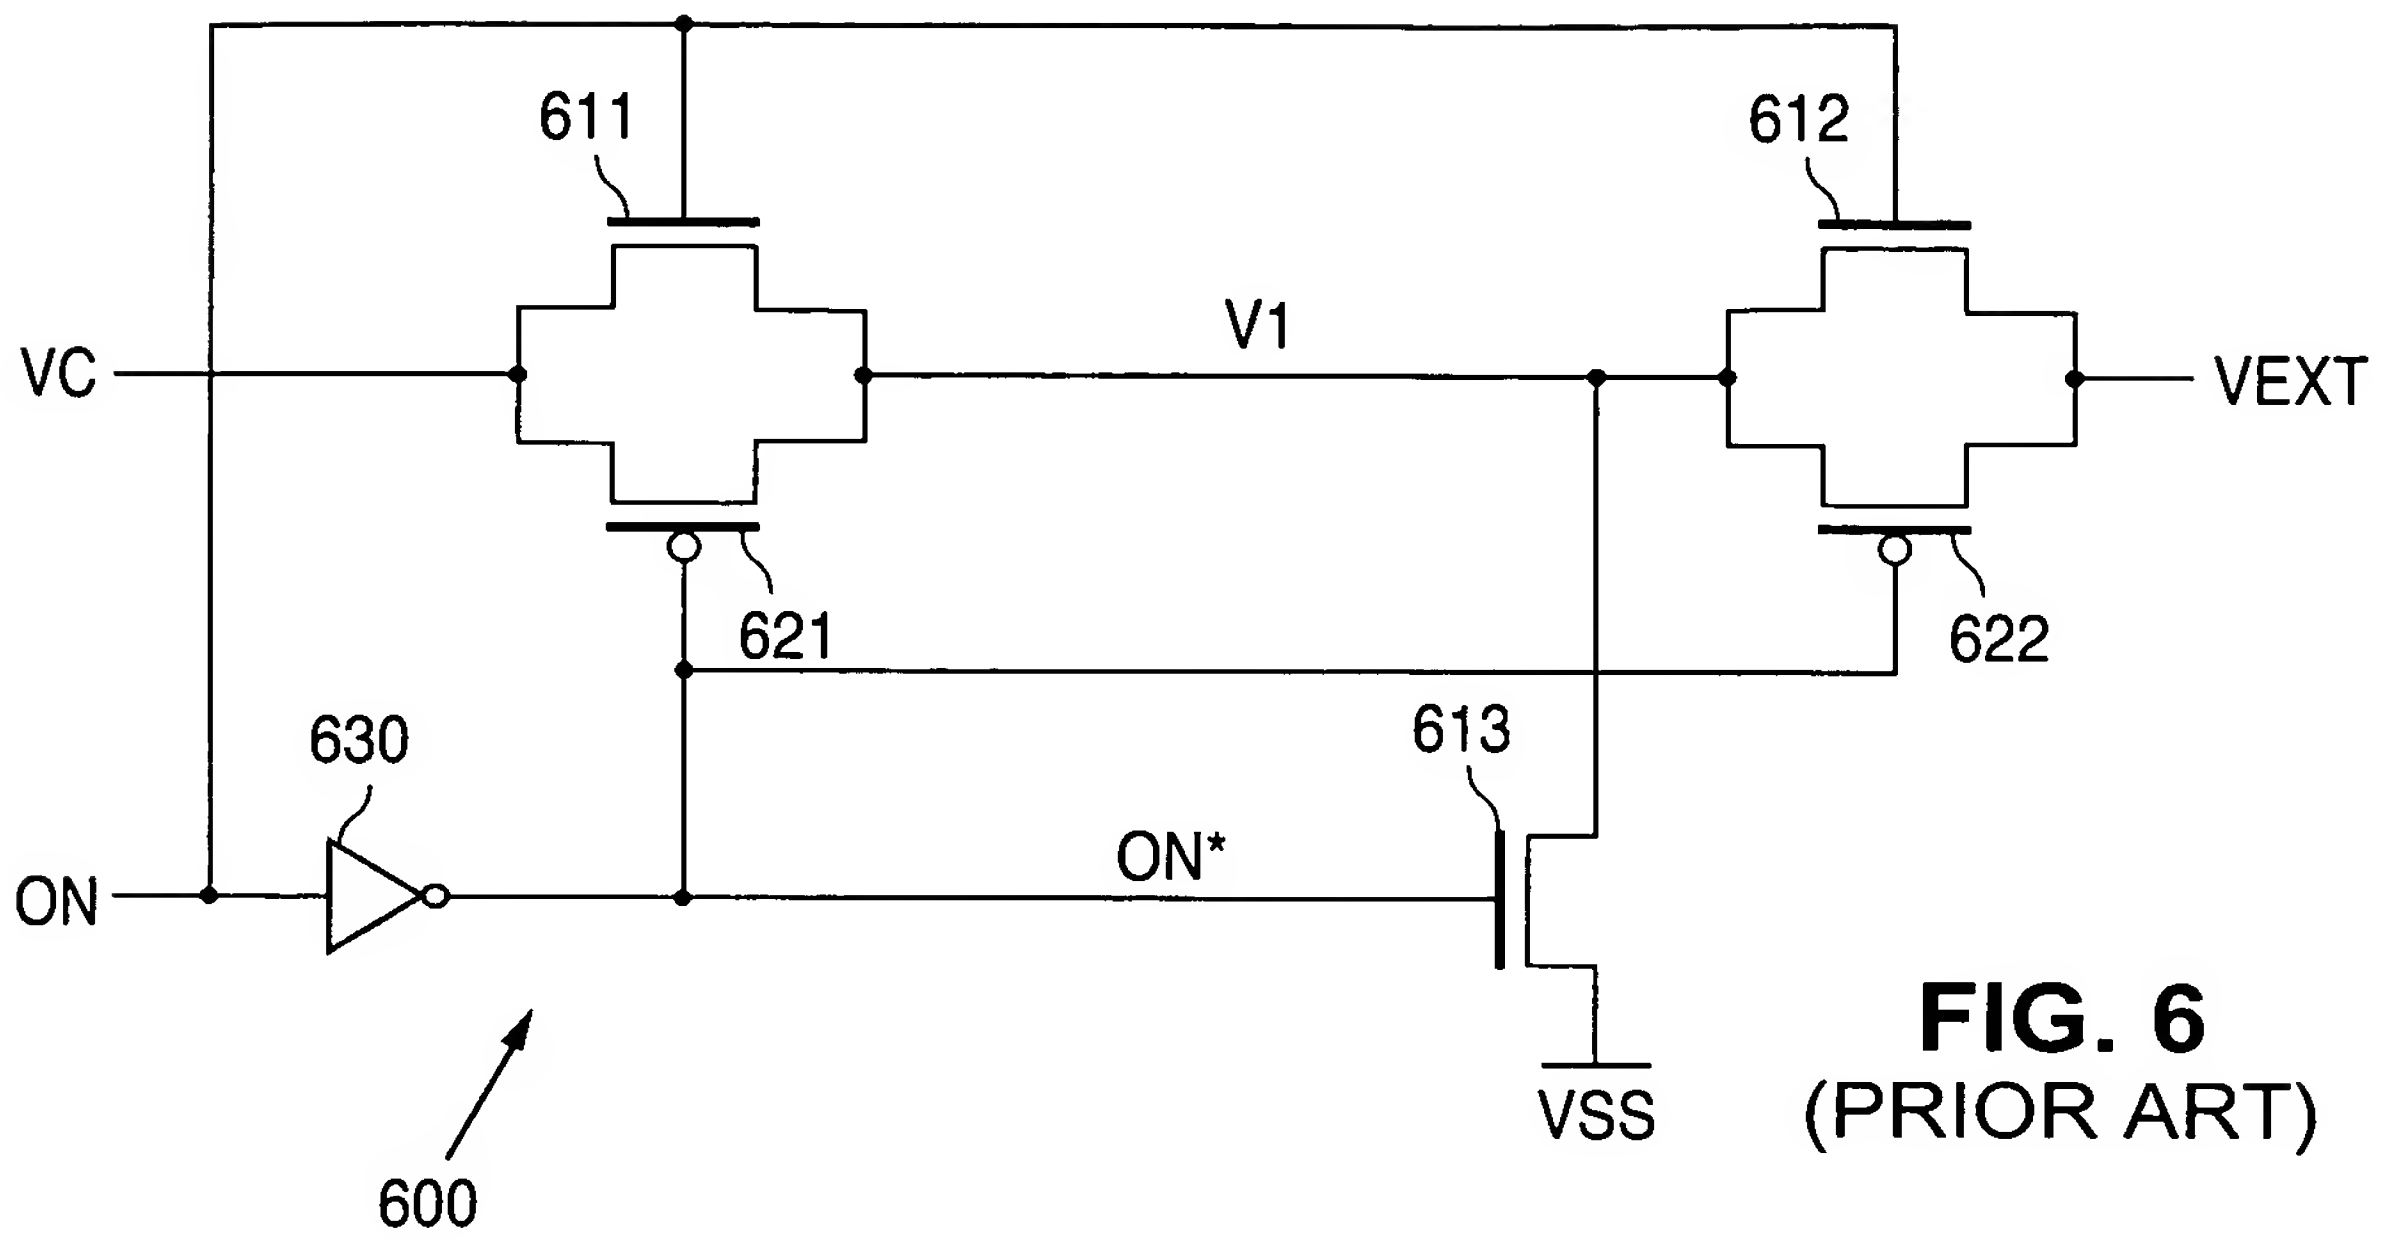 611
612
V1
VC
VEXT
621
622
613
630
ON*
ON
FIG. 6
(PRIOR ART)
VSS
600